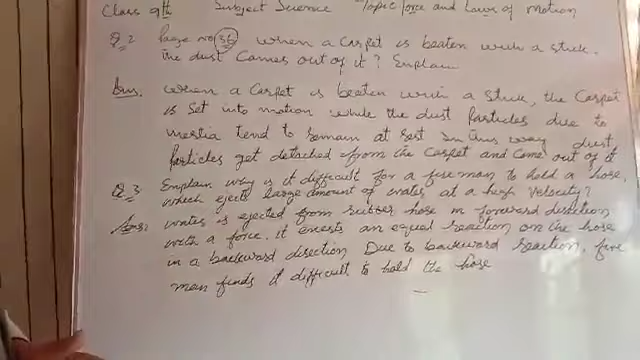 Class 9th Subject Science Topic force and Laws of Motion
Q.2 Page no 36 when a carpet is beaten with a stick.
The dust Comes out of it? Explain
Ans. When a Carpet is beaten with a stick, the Carpet
is set into motion while the dust Particles due to
inertia tend to remain at rest in this way dust
Particles get detached from the Carpet and Come out of it
Q.3 Explain why is it difficult for a fireman to hold a hose,
which eject large amount of water at a high velocity?
Ans: Water is ejected from rubber hose in forward direction
with a force. it exerts an equal reaction on the hose
in a backward direction Due to backward reaction, fire
man finds it difficult to hold the hose